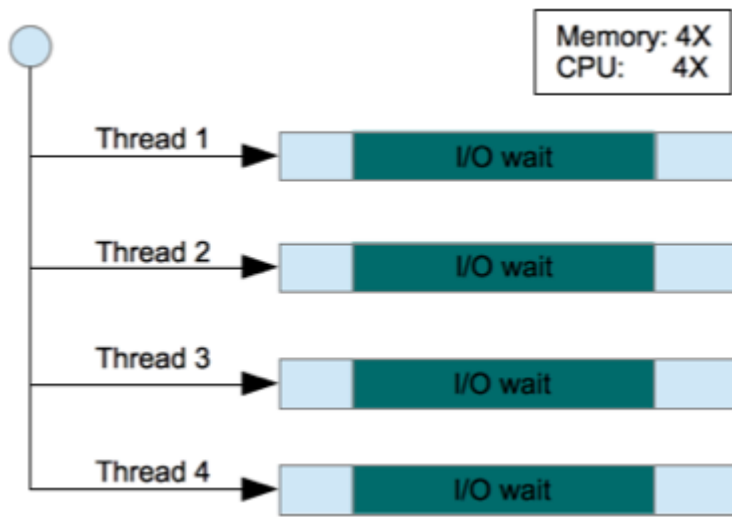 Memory: 4X
CPU: 4X
Thread 1
I/O wait
Thread 2
I/O wait
Thread 3
I/O wait
Thread 4
I/O wait